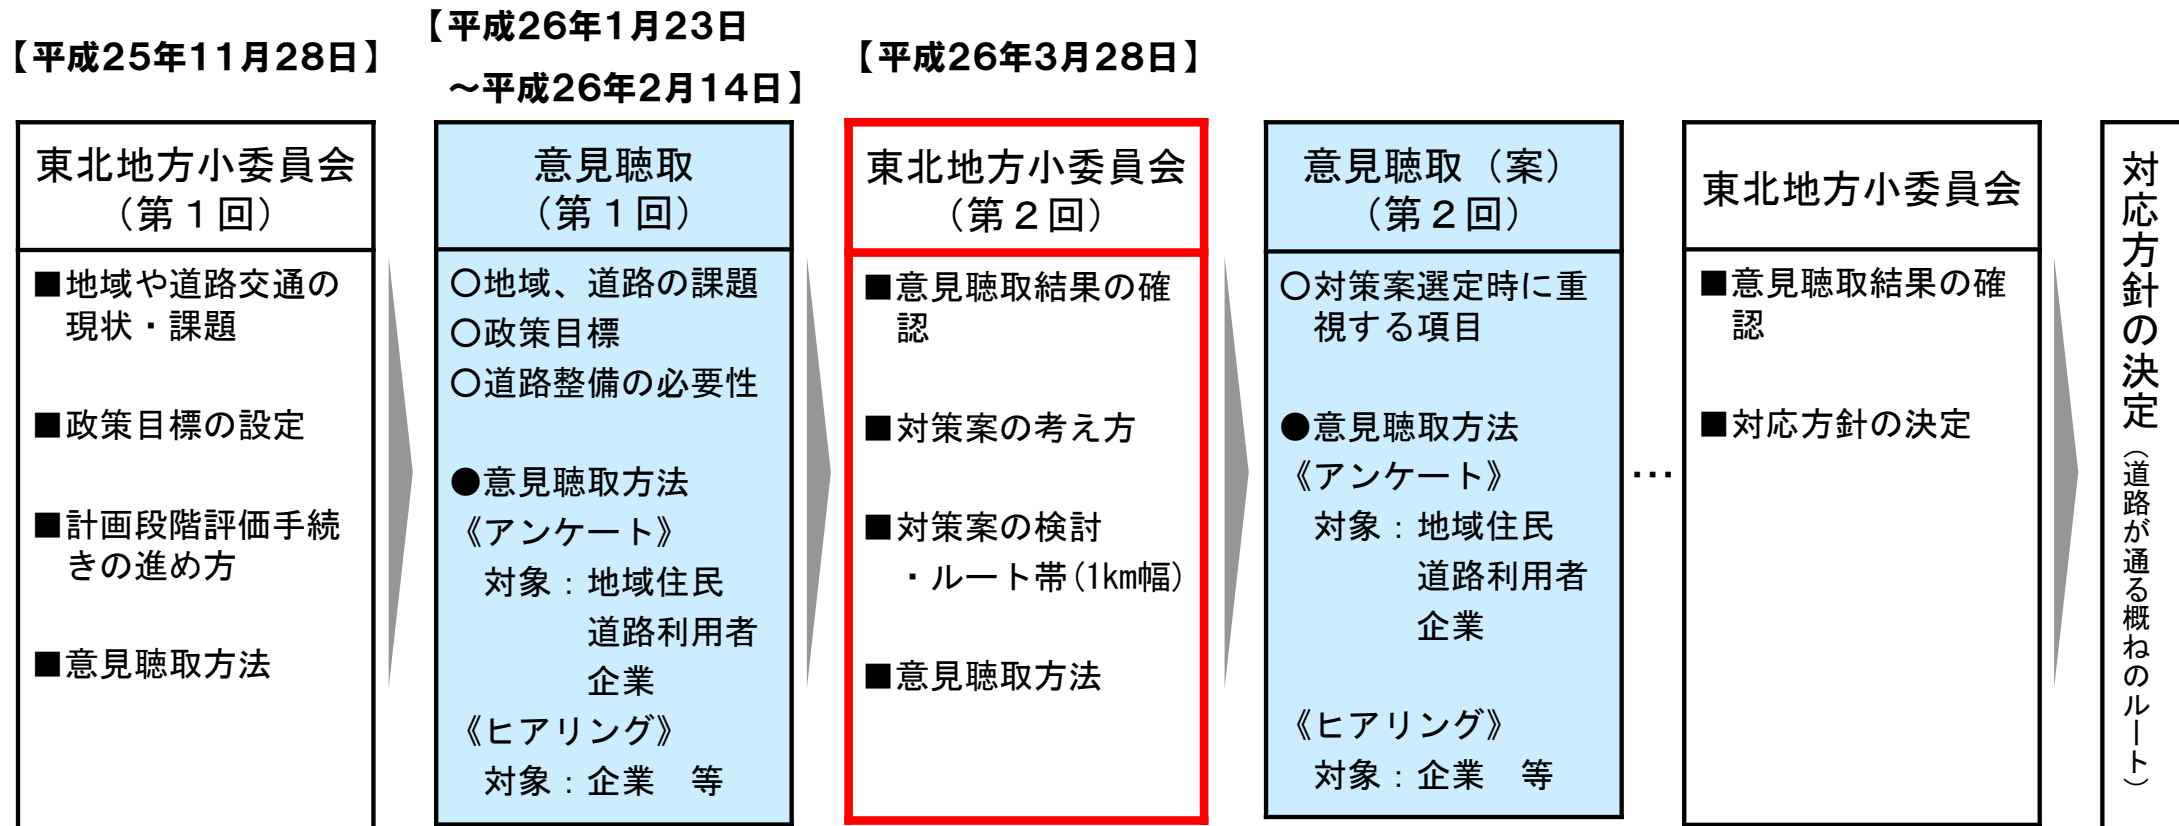 【平成25年11月28日】
東北地方小委員会
（第１回）
■地域や道路交通の
現状・課題
■政策目標の設定
■計画段階評価手続
きの進め方
■意見聴取方法
【平成26年1月23日
～平成26年2月14日】
意見聴取
（第１回）
○地域、道路の課題
○政策目標
○道路整備の必要性
●意見聴取方法
《アンケート》
対象：地域住民
道路利用者
企業
《ヒアリング》
対象：企業　等
【平成26年3月28日】
東北地方小委員会
（第２回）
■意見聴取結果の確
認
■対策案の考え方
■対策案の検討
・ルート帯(1km幅)
■意見聴取方法
意見聴取（案）
（第２回）
○対策案選定時に重
視する項目
●意見聴取方法
《アンケート》
対象：地域住民
道路利用者
企業
《ヒアリング》
対象：企業　等
…
東北地方小委員会
■意見聴取結果の確
認
■対応方針の決定
対応方針の決定（道路が通る概ねのルート）